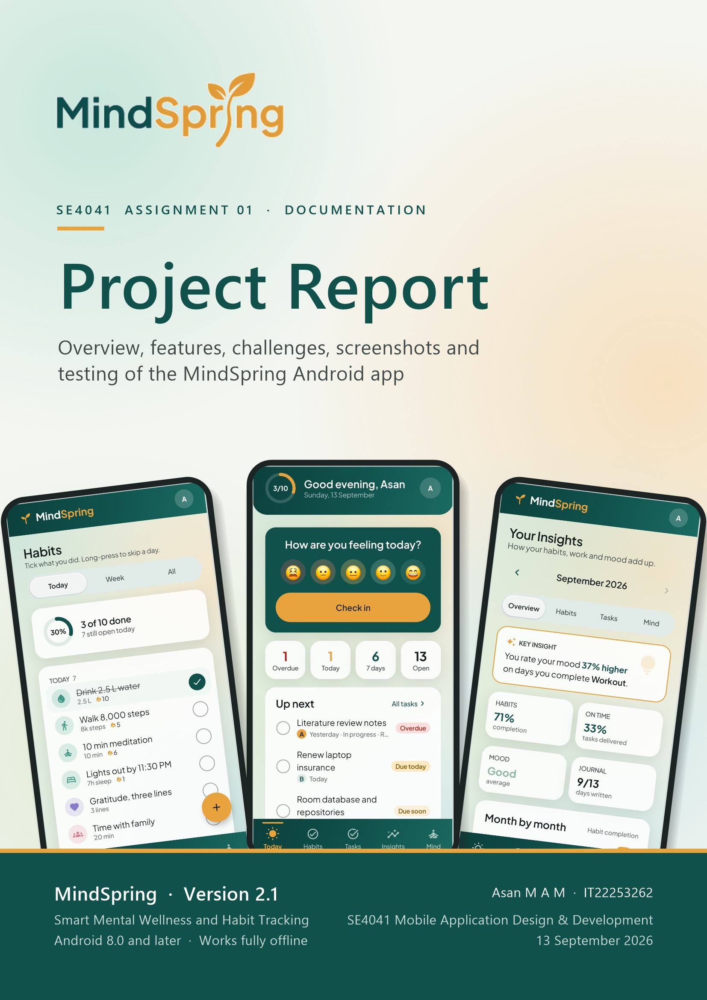 MindSpring
SE4041 ASSIGNMENT 01 · DOCUMENTATION
Project Report
Overview, features, challenges, screenshots and
testing of the MindSpring Android app
MindSpring
A
Habits
Tick what you did. Long-press to skip a day.
Today Week All
30%
3 of 10 done
7 still open today
TODAY 7
Drink 2.5 L water
2.5 L 10
Walk 8,000 steps
8k steps 5
10 min meditation
10 min 6
Lights out by 11:30 PM
7h sleep 1
Gratitude, three lines
3 lines
+
Time with family
20 min
3/10
Good evening, Asan
Sunday, 13 September
A
How are you feeling today?
Check in
1 1 6 13
Overdue Today 7 days Open
Up next All tasks >
Literature review notes
A Yesterday · In progress · R...
Overdue
Renew laptop
insurance
Due today
B Today
Room database and
repositories
Due soon
Today Habits Tasks Insights Mind
MindSpring
A
Your Insights
How your habits, work and mood add up.
< September 2026 >
Overview Habits Tasks Mind
KEY INSIGHT
You rate your mood 37% higher
on days you complete Workout.
HABITS
71%
completion
ON TIME
33%
tasks delivered
MOOD
Good
average
JOURNAL
9/13
days written
Month by month Habit completion
MindSpring · Version 2.1
Smart Mental Wellness and Habit Tracking
Android 8.0 and later · Works fully offline
Asan M A M · IT22253262
SE4041 Mobile Application Design & Development
13 September 2026